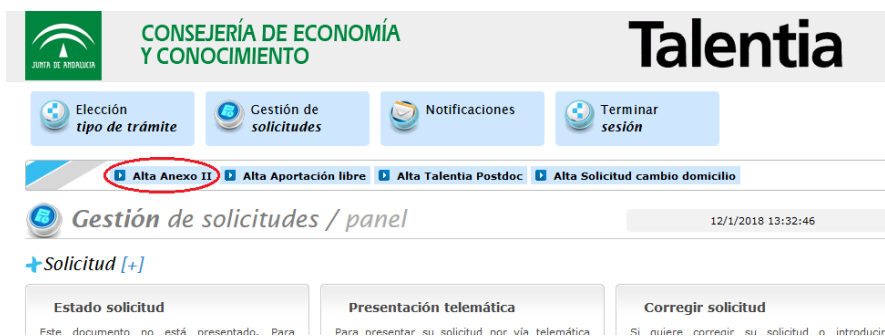 CONSEJERÍA DE ECONOMÍA
Y CONOCIMIENTO
Talentia
JUNTA DE ANDALUCIA
Elección
tipo de trámite
Gestión de
solicitudes
Notificaciones
Terminar
sesión
Alta Anexo II Alta Aportación libre Alta Talentia Postdoc Alta Solicitud cambio domicilio
Gestión de solicitudes / panel
12/1/2018 13:32:46
Solicitud [+]
Estado solicitud
Este documento no está presentado. Para
Presentación telemática
Para presentar su solicitud por vía telemática
Corregir solicitud
Si quiere corregir su solicitud o introducir